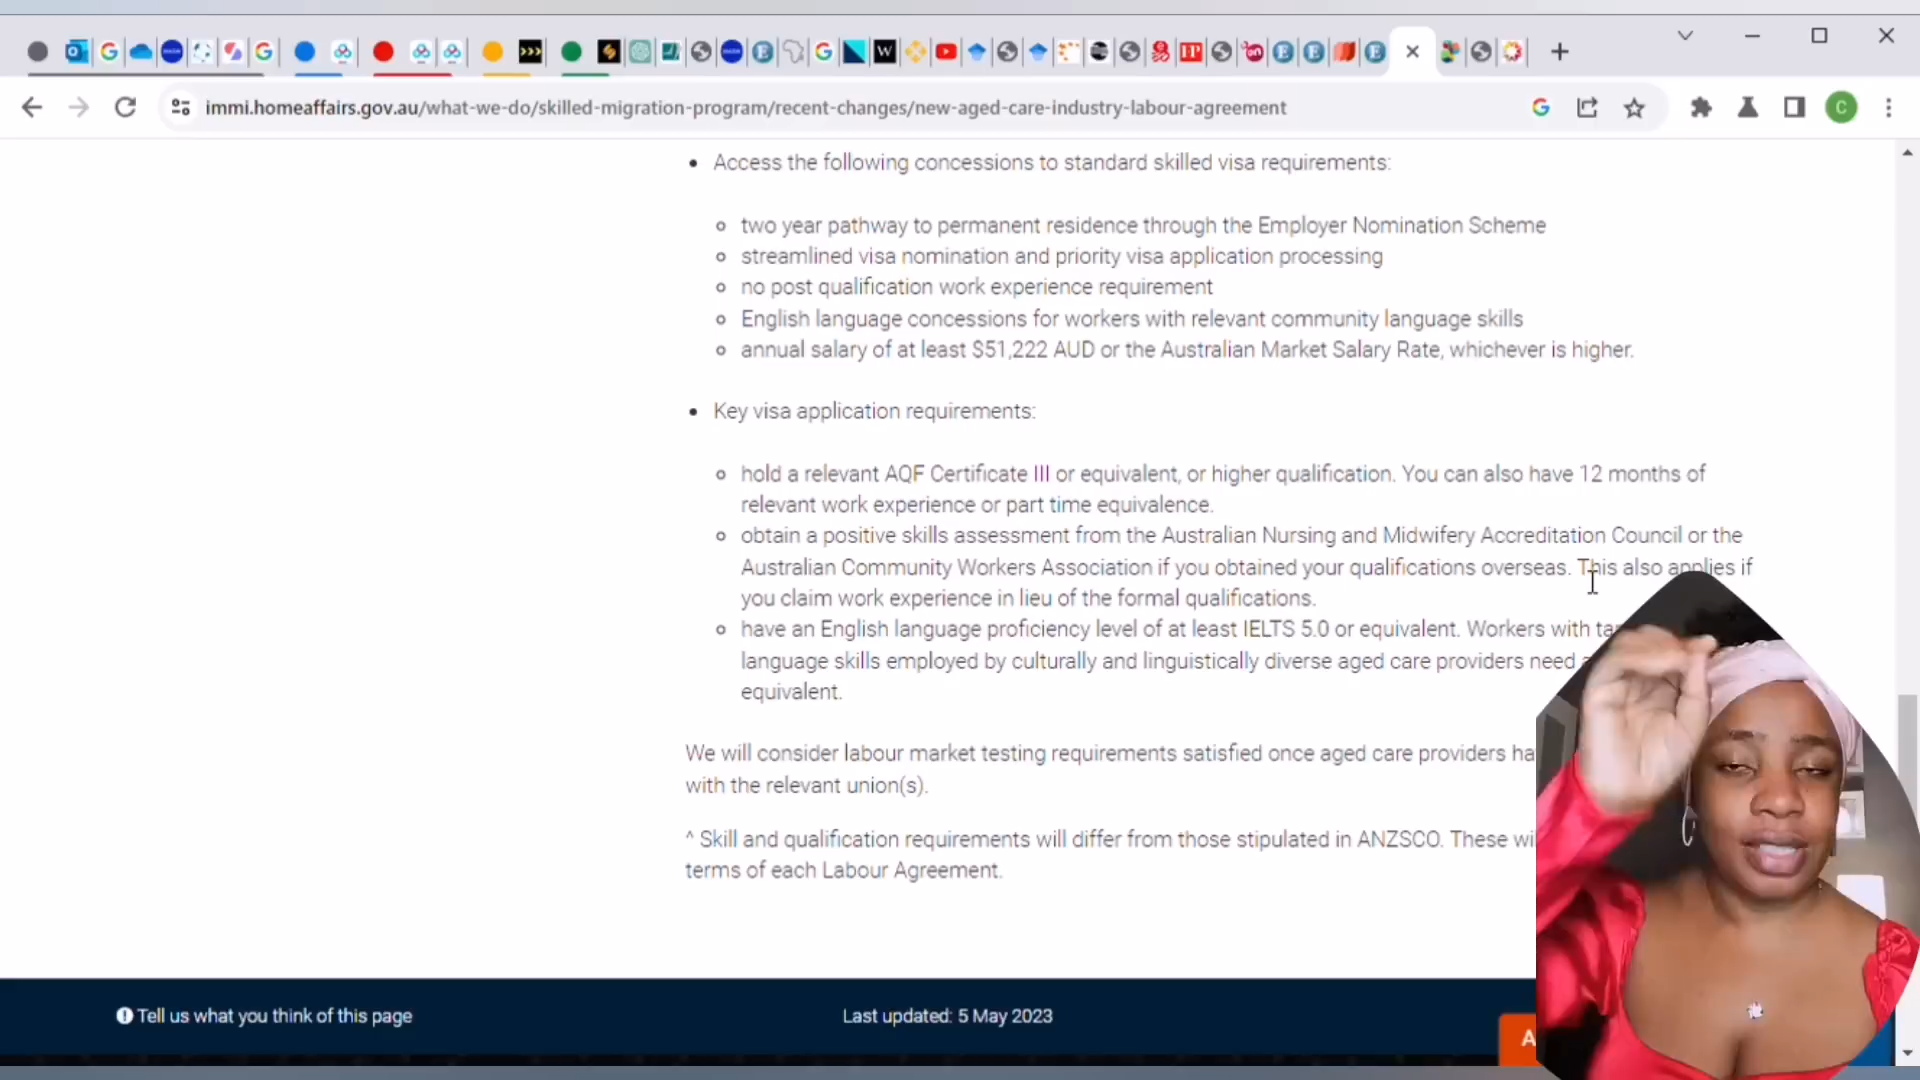 immi.homeaffairs.gov.au/what-we-do/skilled-migration-program/recent-changes/new-aged-care-industry-labour-agreement
Access the following concessions to standard skilled visa requirements:
two year pathway to permanent residence through the Employer Nomination Scheme
streamlined visa nomination and priority visa application processing
no post qualification work experience requirement
English language concessions for workers with relevant community language skills
annual salary of at least $51,222 AUD or the Australian Market Salary Rate, whichever is higher.
Key visa application requirements:
hold a relevant AQF Certificate III or equivalent, or higher qualification. You can also have 12 months of
relevant work experience or part time equivalence.
obtain a positive skills assessment from the Australian Nursing and Midwifery Accreditation Council or the
Australian Community Workers Association if you obtained your qualifications overseas. This also applies if
you claim work experience in lieu of the formal qualifications.
have an English language proficiency level of at least IELTS 5.0 or equivalent. Workers with
language skills employed by culturally and linguistically diverse aged care providers need
equivalent.
We will consider labour market testing requirements satisfied once aged care providers
with the relevant union(s).
^ Skill and qualification requirements will differ from those stipulated in ANZSCO. These
terms of each Labour Agreement.
Tell us what you think of this page
Last updated: 5 May 2023